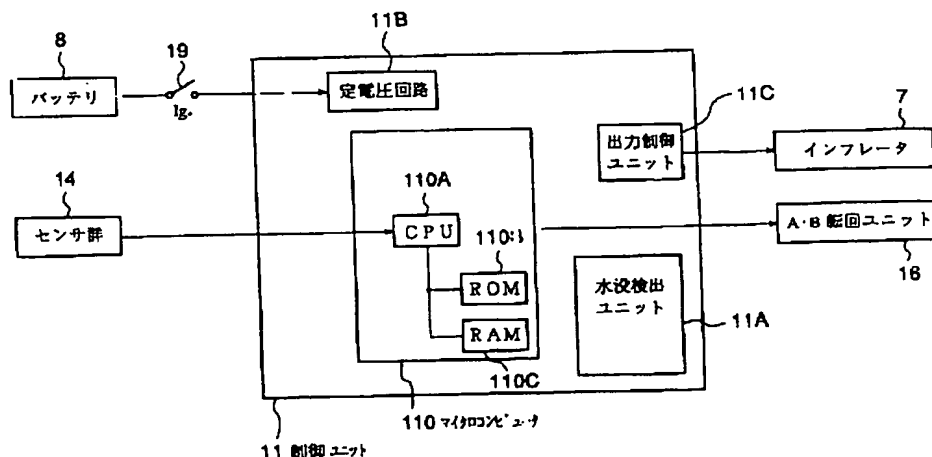 8
バッテリ
19
Ig.
11B
定電圧回路
11C
出力制御
ユニット
7
インフレータ
14
センサ群
110A
CPU
ROM
RAM
110C
A·B転回ユニット
16
水没検出
ユニット
11A
110 マイクロコンピュータ
11 制御ユニット